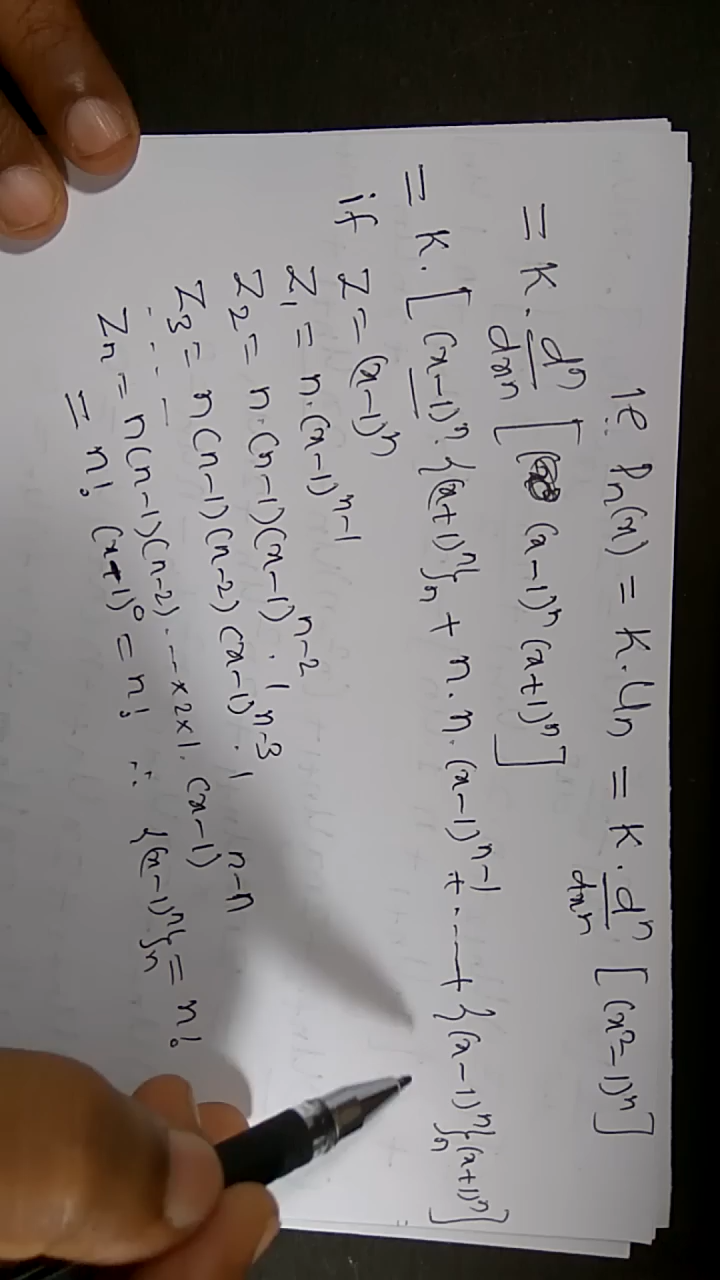 ie. Pn(x) = K.Un = K. dⁿ/dxⁿ [(x²-1)ⁿ]
= K. dⁿ/dxⁿ [(x-1)ⁿ (x+1)ⁿ]
= K. [(x-1)ⁿ. {(x+1)ⁿ}ₙ + n. n. (x-1)ⁿ⁻¹ + ..... + {(x-1)ⁿ}ₙ (x+1)ⁿ]
if Z = (x-1)ⁿ
Z₁ = n. (x-1)ⁿ⁻¹
Z₂ = n. (n-1) (x-1)ⁿ⁻² . 1
Z₃ = n (n-1) (n-2) (x-1)ⁿ⁻³ . 1
Zn = n(n-1)(n-2) .... x 2 x 1. (x-1)ⁿ⁻ⁿ
= n! (x+1)⁰ = n! ∴ {(x-1)ⁿ}ₙ = n!